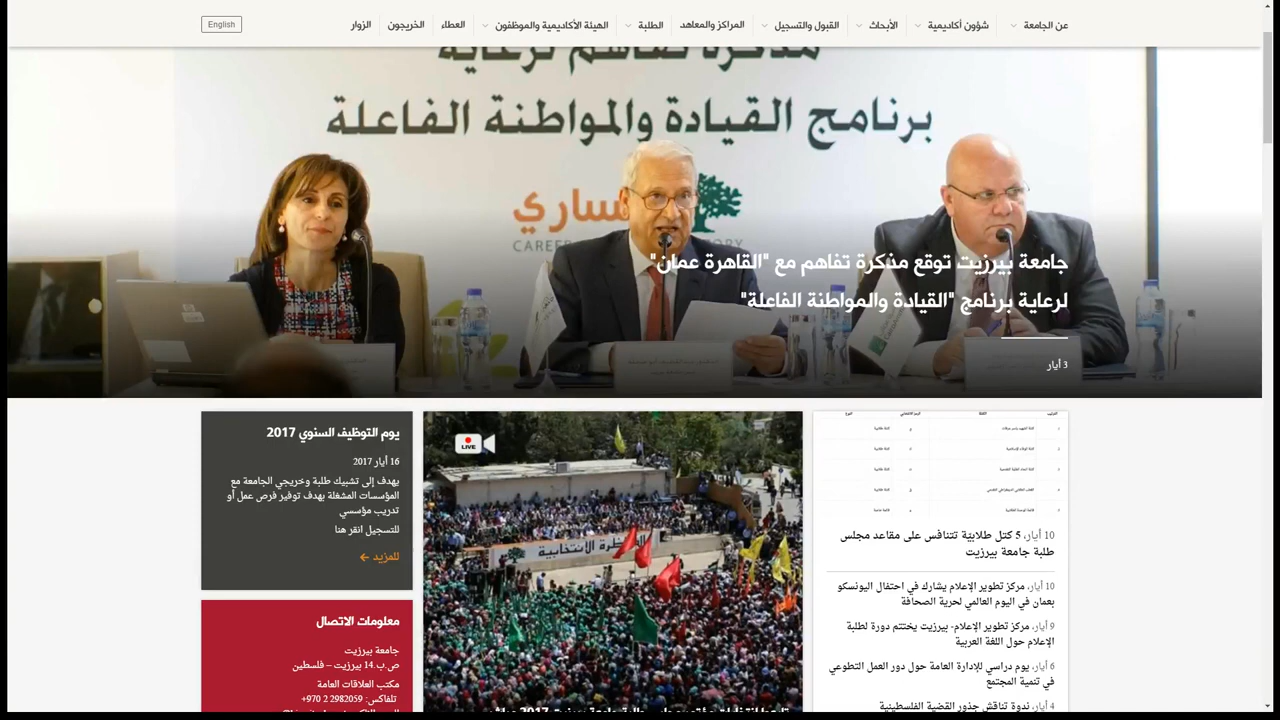 عن الجامعة
شؤون أكاديمية
الأبحاث
القبول والتسجيل
المراكز والمعاهد
الطلبة
الهيئة الأكاديمية والموظفون
العطاء
الخريجون
الزوار
English
مذكرة تفاهم لرعاية
برنامج القيادة والمواطنة الفاعلة
ساري
CAREER
جامعة بيرزيت توقع مذكرة تفاهم مع "القاهرة عمان"
لرعاية برنامج "القيادة والمواطنة الفاعلة"
3 أيار
10 أيار، 5 كتل طلابية تتنافس على مقاعد مجلس
طلبة جامعة بيرزيت
10 أيار، مركز تطوير الإعلام يشارك في احتفال اليونسكو
بعمان في اليوم العالمي لحرية الصحافة
9 أيار، مركز تطوير الإعلام- بيرزيت يختتم دورة لطلبة
الإعلام حول اللغة العربية
6 أيار، يوم دراسي للإدارة العامة حول دور العمل التطوعي
في تنمية المجتمع
4 أيار، ندوة تناقش جذور القضية الفلسطينية
LIVE
المناظرة الانتخابية
يوم التوظيف السنوي 2017
16 أيار 2017
يهدف إلى تشبيك طلبة وخريجي الجامعة مع
المؤسسات المشغلة بهدف توفير فرص عمل أو
تدريب مؤسسي
للتسجيل انقر هنا
للمزيد ←
معلومات الاتصال
جامعة بيرزيت
ص.ب.14 بيرزيت – فلسطين
مكتب العلاقات العامة
تلفاكس: 2982059 2 970+